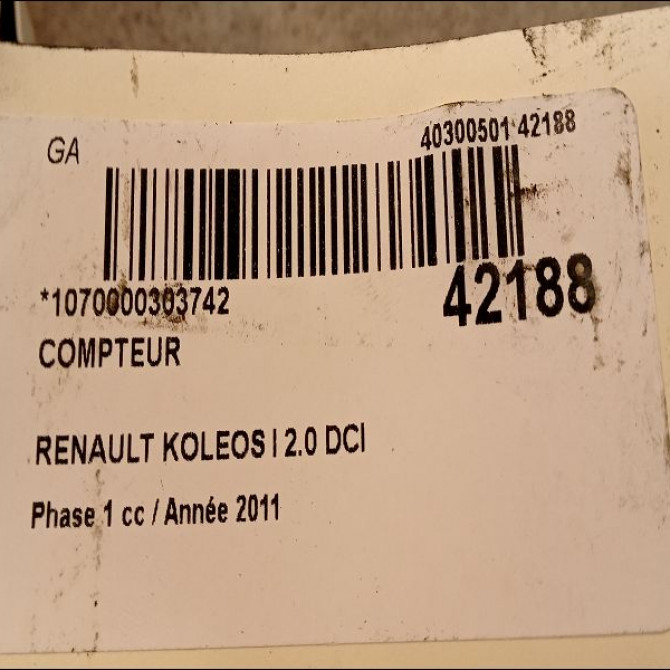 GA
40300501 42188
*1070000303742
42188
COMPTEUR
RENAULT KOLEOS I 2.0 DCI
Phase 1 cc / Année 2011